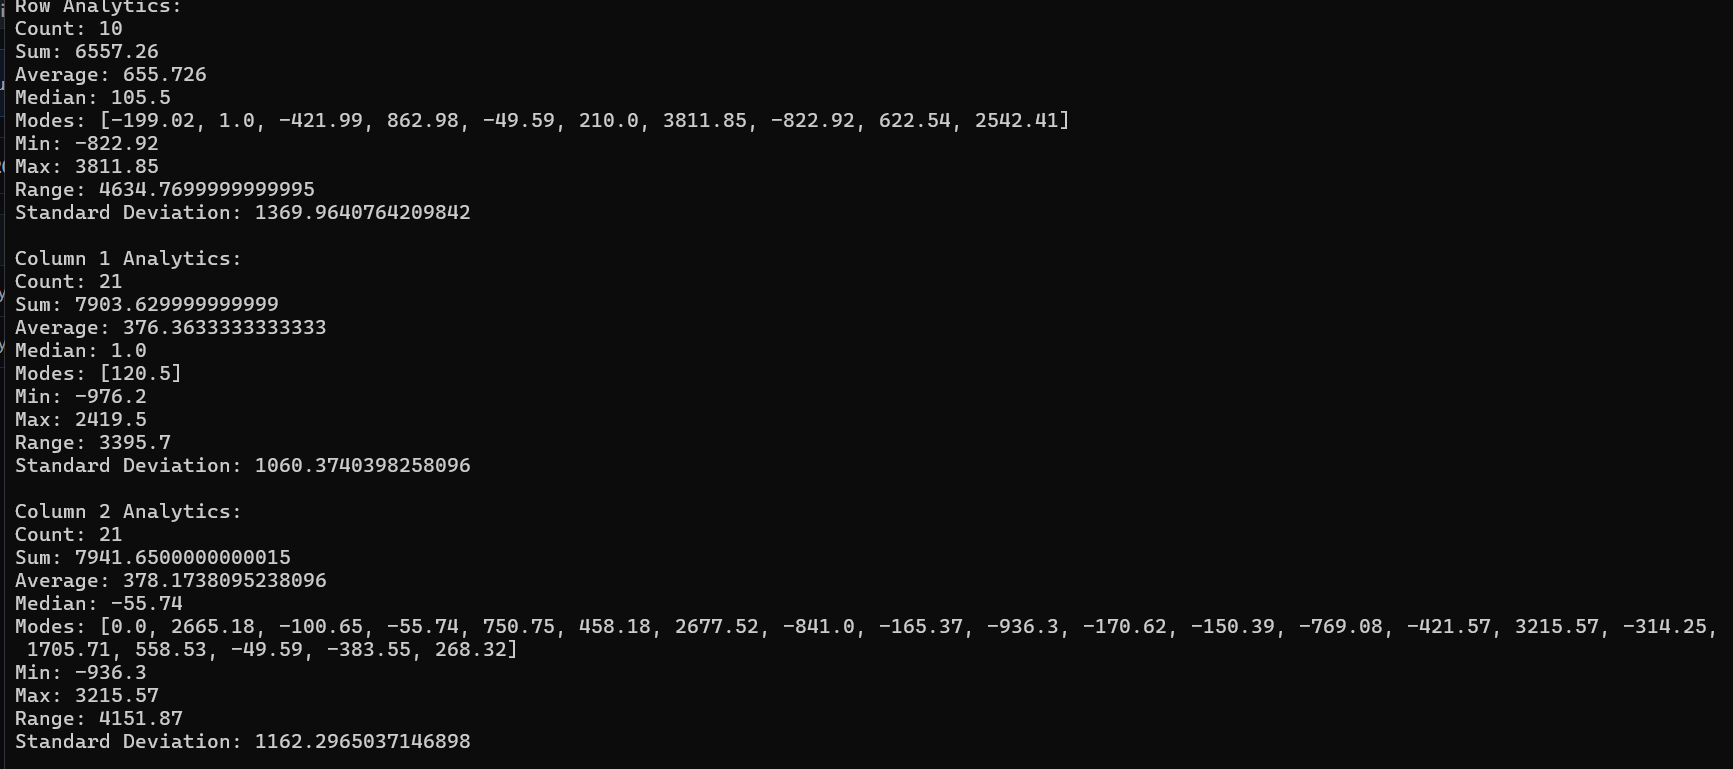 Row Analytics:
Count: 10
Sum: 6557.26
Average: 655.726
Median: 105.5
Modes: [-199.02, 1.0, -421.99, 862.98, -49.59, 210.0, 3811.85, -822.92, 622.54, 2542.41]
Min: -822.92
Max: 3811.85
Range: 4634.7699999999995
Standard Deviation: 1369.9640764209842
Column 1 Analytics:
Count: 21
Sum: 7903.629999999999
Average: 376.3633333333333
Median: 1.0
Modes: [120.5]
Min: -976.2
Max: 2419.5
Range: 3395.7
Standard Deviation: 1060.3740398258096
Column 2 Analytics:
Count: 21
Sum: 7941.6500000000015
Average: 378.1738095238096
Median: -55.74
Modes: [0.0, 2665.18, -100.65, -55.74, 750.75, 458.18, 2677.52, -841.0, -165.37, -936.3, -170.62, -150.39, -769.08, -421.57, 3215.57, -314.25,
1705.71, 558.53, -49.59, -383.55, 268.32]
Min: -936.3
Max: 3215.57
Range: 4151.87
Standard Deviation: 1162.2965037146898